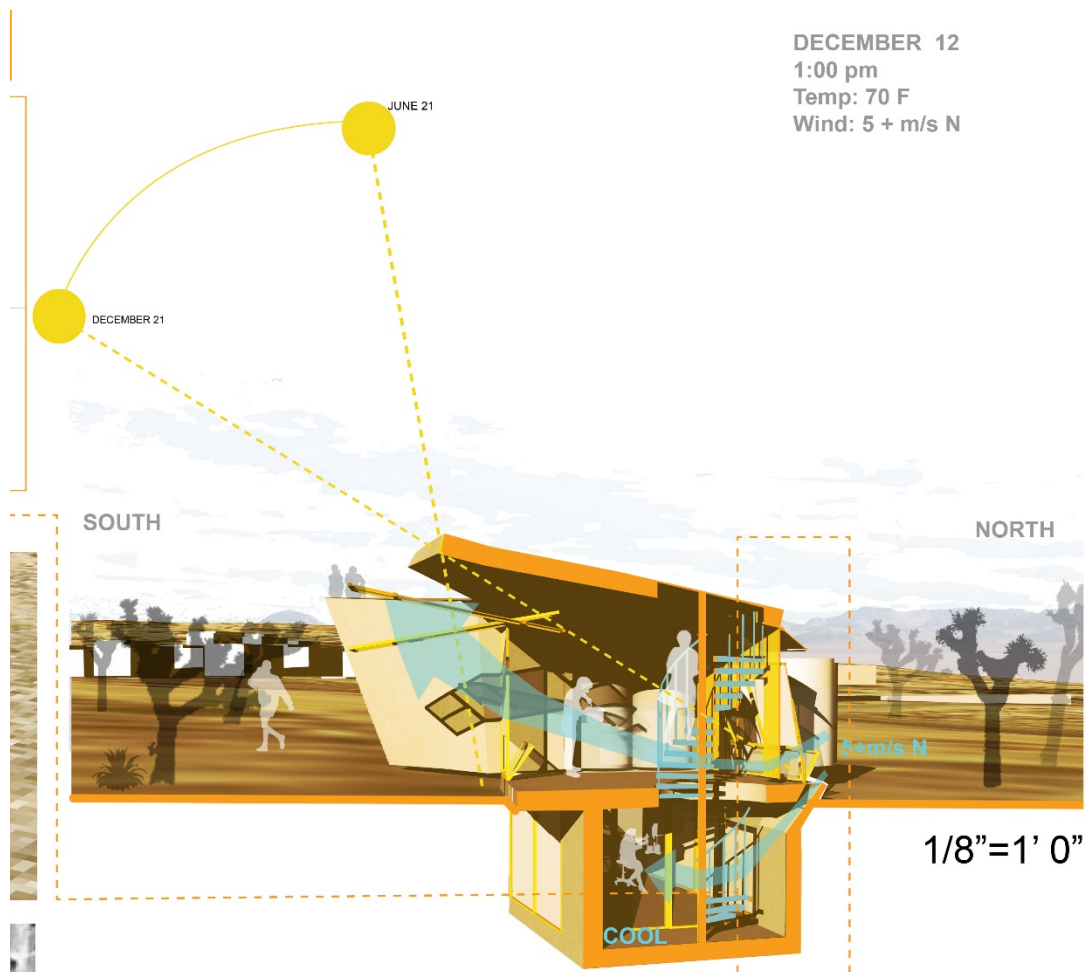 DECEMBER 12
1:00 pm
Temp: 70 F
Wind: 5 + m/s N
JUNE 21
DECEMBER 21
SOUTH
NORTH
5+m/s N
1/8”=1’ 0”
COOL